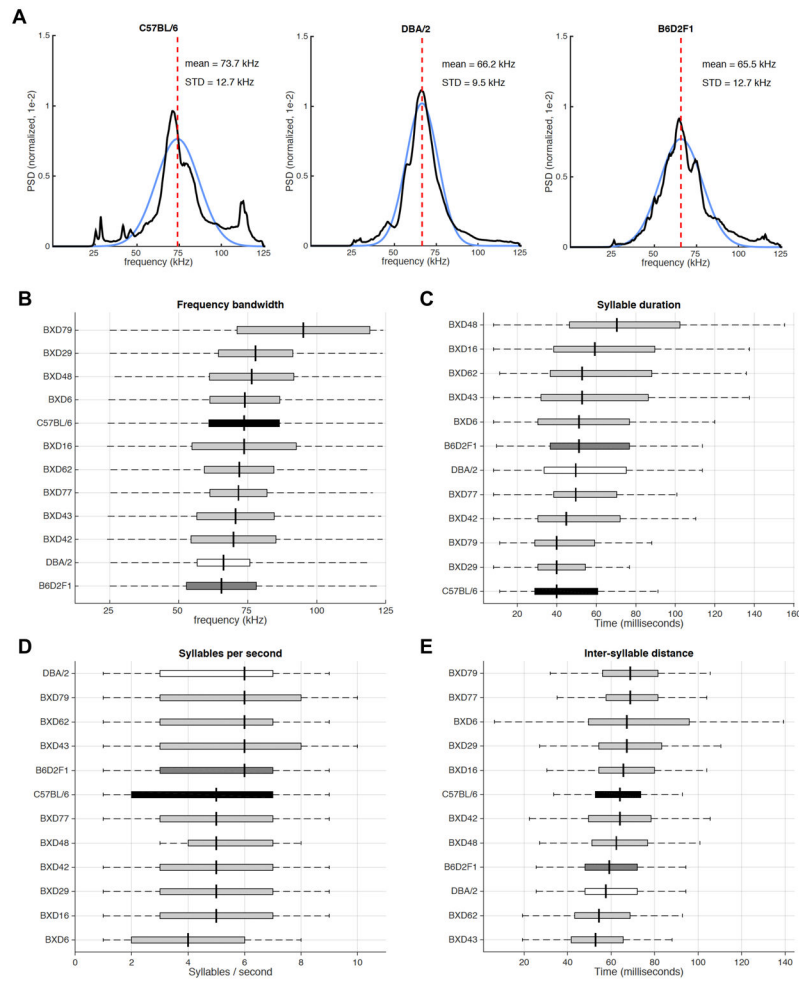 A
C57BL/6
DBA/2
B6D2F1
1.5
1
0.5
0
PSD (normalized, 1e-2)
mean = 73.7 kHz
STD = 12.7 kHz
25 50 75 100 125
frequency (kHz)
1.5
1
0.5
0
PSD (normalized, 1e-2)
mean = 66.2 kHz
STD = 9.5 kHz
25 50 75 100 125
frequency (kHz)
1.5
1
0.5
0
PSD (normalized, 1e-2)
mean = 65.5 kHz
STD = 12.7 kHz
25 50 75 100 125
frequency (kHz)
B
Frequency bandwidth
BXD79
BXD29
BXD48
BXD6
C57BL/6
BXD16
BXD62
BXD77
BXD43
BXD42
DBA/2
B6D2F1
25 50 75 100 125
frequency (kHz)
C
Syllable duration
BXD48
BXD16
BXD62
BXD43
BXD6
B6D2F1
DBA/2
BXD77
BXD42
BXD79
BXD29
C57BL/6
20 40 60 80 100 120 140 160
Time (milliseconds)
D
Syllables per second
DBA/2
BXD79
BXD62
BXD43
B6D2F1
C57BL/6
BXD77
BXD48
BXD42
BXD29
BXD16
BXD6
0 2 4 6 8 10
Syllables / second
E
Inter-syllable distance
BXD79
BXD77
BXD6
BXD29
BXD16
C57BL/6
BXD42
BXD48
B6D2F1
DBA/2
BXD62
BXD43
20 40 60 80 100 120 140
Time (milliseconds)